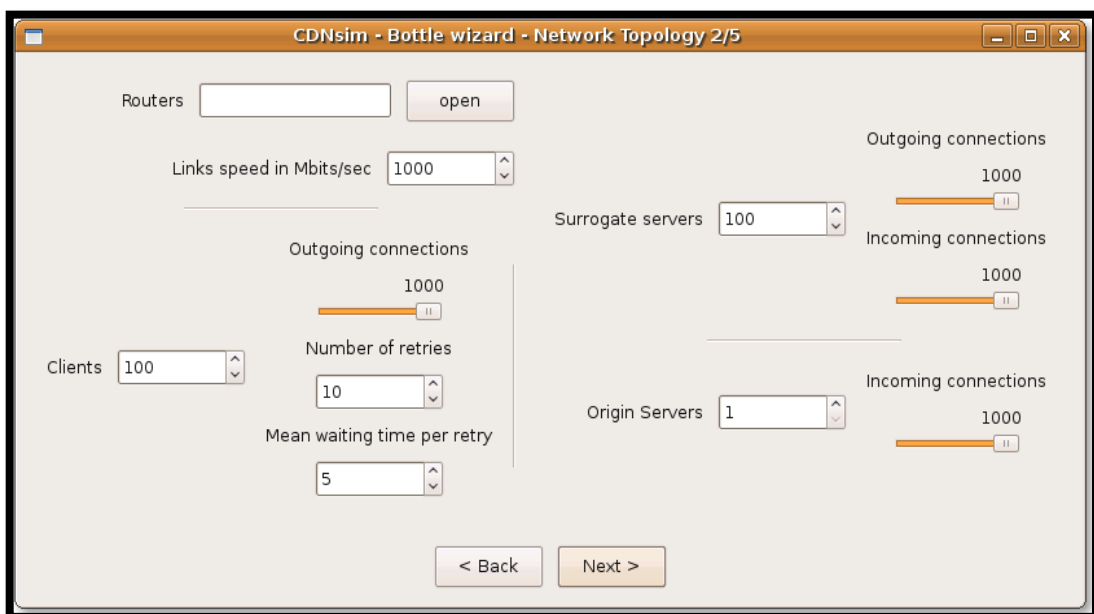 CDNsim - Bottle wizard - Network Topology 2/5
Routers
open
Links speed in Mbits/sec 1000
Outgoing connections
1000
Number of retries
Clients 100
10
Mean waiting time per retry
5
Outgoing connections
1000
Surrogate servers 100
Incoming connections
1000
Incoming connections
Origin Servers 1
1000
< Back
Next >